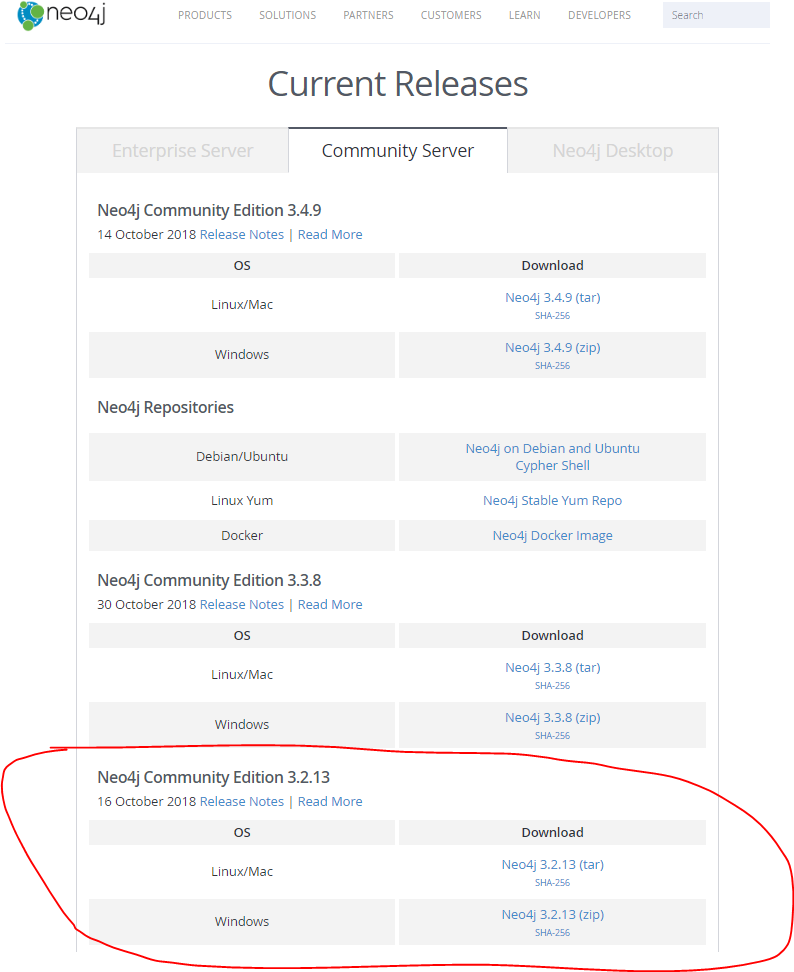 neo4j
PRODUCTS SOLUTIONS PARTNERS CUSTOMERS LEARN DEVELOPERS Search
Current Releases
Enterprise Server Community Server Neo4j Desktop
Neo4j Community Edition 3.4.9
14 October 2018 Release Notes | Read More
OS Download
Linux/Mac Neo4j 3.4.9 (tar)
SHA-256
Windows Neo4j 3.4.9 (zip)
SHA-256
Neo4j Repositories
Debian/Ubuntu Neo4j on Debian and Ubuntu
Cypher Shell
Linux Yum Neo4j Stable Yum Repo
Docker Neo4j Docker Image
Neo4j Community Edition 3.3.8
30 October 2018 Release Notes | Read More
OS Download
Linux/Mac Neo4j 3.3.8 (tar)
SHA-256
Windows Neo4j 3.3.8 (zip)
SHA-256
Neo4j Community Edition 3.2.13
16 October 2018 Release Notes | Read More
OS Download
Linux/Mac Neo4j 3.2.13 (tar)
SHA-256
Windows Neo4j 3.2.13 (zip)
SHA-256